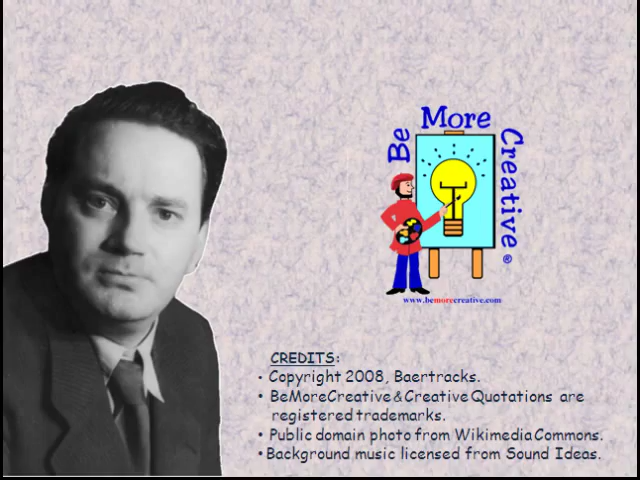 Be More Creative ®
www.bemorecreative.com
CREDITS:
• Copyright 2008, Baertracks.
• BeMoreCreative & Creative Quotations are
registered trademarks.
• Public domain photo from Wikimedia Commons.
• Background music licensed from Sound Ideas.